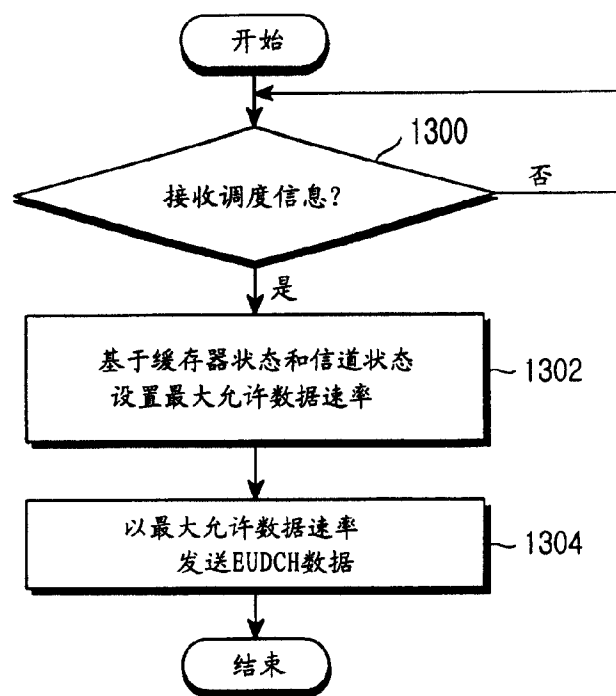 开始
1300
接收调度信息?
否
是
基于缓存器状态和信道状态
设置最大允许数据速率
1302
以最大允许数据速率
发送EUDCH数据
1304
结束